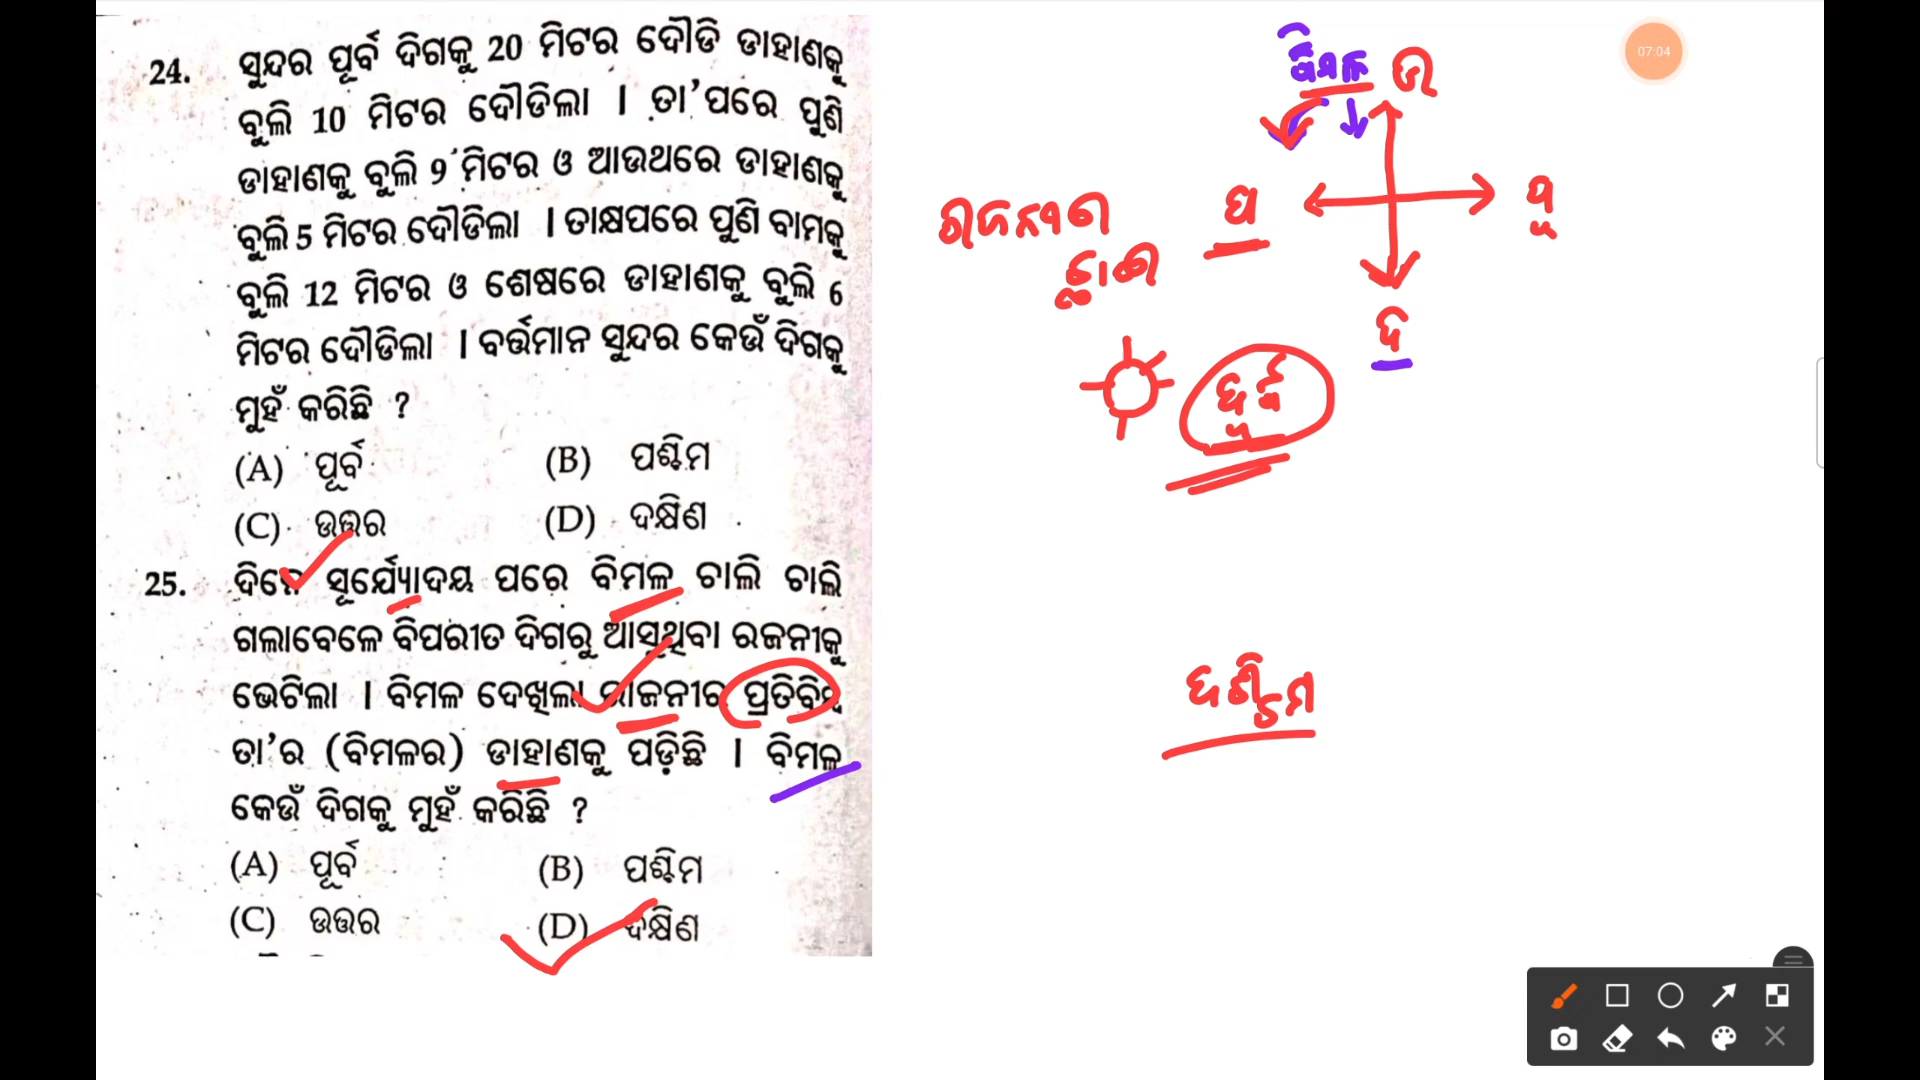 24. ସୁନ୍ଦର ପୂର୍ବ ଦିଗକୁ 20 ମିଟର ଦୌଡି ଡାହାଣକୁ
ବୁଲି 10 ମିଟର ଦୌଡିଲା । ତା’ପରେ ପୁଣି
ଡାହାଣକୁ ବୁଲି 9 ମିଟର ଓ ଆଉଥରେ ଡାହାଣକୁ
ବୁଲି 5 ମିଟର ଦୌଡିଲା । ତାକ୍ଷପରେ ପୁଣି ବାମକୁ
ବୁଲି 12 ମିଟର ଓ ଶେଷରେ ଡାହାଣକୁ ବୁଲି 6
ମିଟର ଦୌଡିଲା । ବର୍ତ୍ତମାନ ସୁନ୍ଦର କେଉଁ ଦିଗକୁ
ମୁହଁ କରିଛି ?
(A) ପୂର୍ବ (B) ପଶ୍ଚିମ
(C) ଉତ୍ତର (D) ଦକ୍ଷିଣ
25. ଦିନେ ସୂର୍ଯ୍ୟୋଦୟ ପରେ ବିମଳ ଚାଲି ଚାଲି
ଗଲାବେଳେ ବିପରୀତ ଦିଗରୁ ଆସୁଥିବା ରଜନୀକୁ
ଭେଟିଲା । ବିମଳ ଦେଖିଲା ରାଜନୀର ପ୍ରତିବିମ୍ବ
ତା’ର (ବିମଳର) ଡାହାଣକୁ ପଡ଼ିଛି । ବିମଳ
କେଉଁ ଦିଗକୁ ମୁହଁ କରିଛି ?
(A) ପୂର୍ବ (B) ପଶ୍ଚିମ
(C) ଉତ୍ତର (D) ଦକ୍ଷିଣ
07:04
ବିମଳ ଉ
ପ ପୂ
ଛାଇ
ଦ
ପୂର୍ବ
ପଶ୍ଚିମ